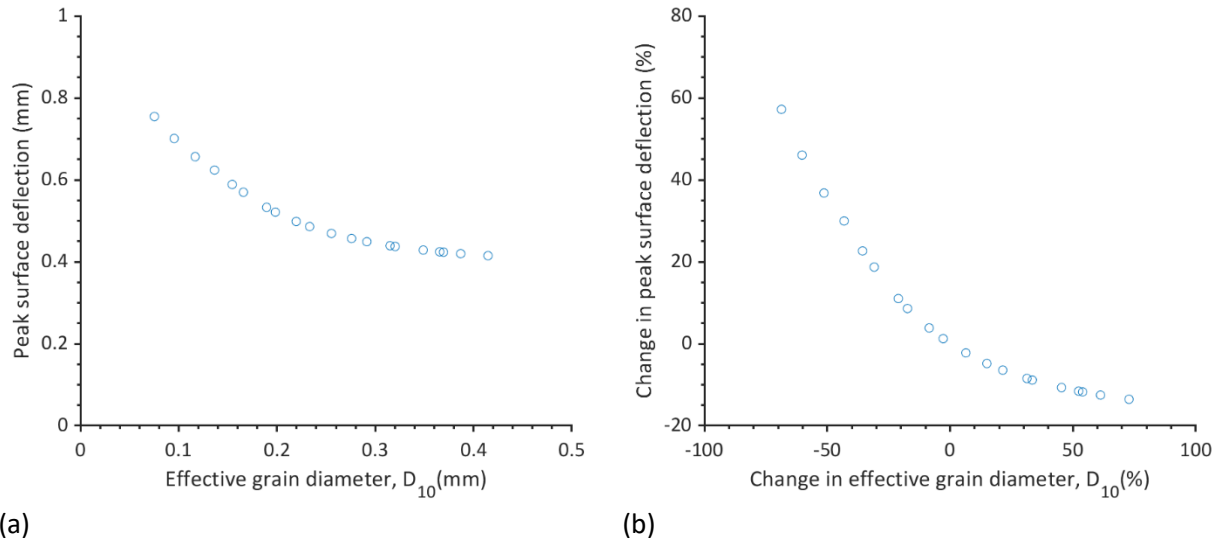 1
0.8
0.6
0.4
0.2
0
Peak surface deflection (mm)
0 0.1 0.2 0.3 0.4 0.5
Effective grain diameter, D10(mm)
(a)
80
60
40
20
0
-20
Change in peak surface deflection (%)
-100 -50 0 50 100
Change in effective grain diameter, D10(%)
(b)